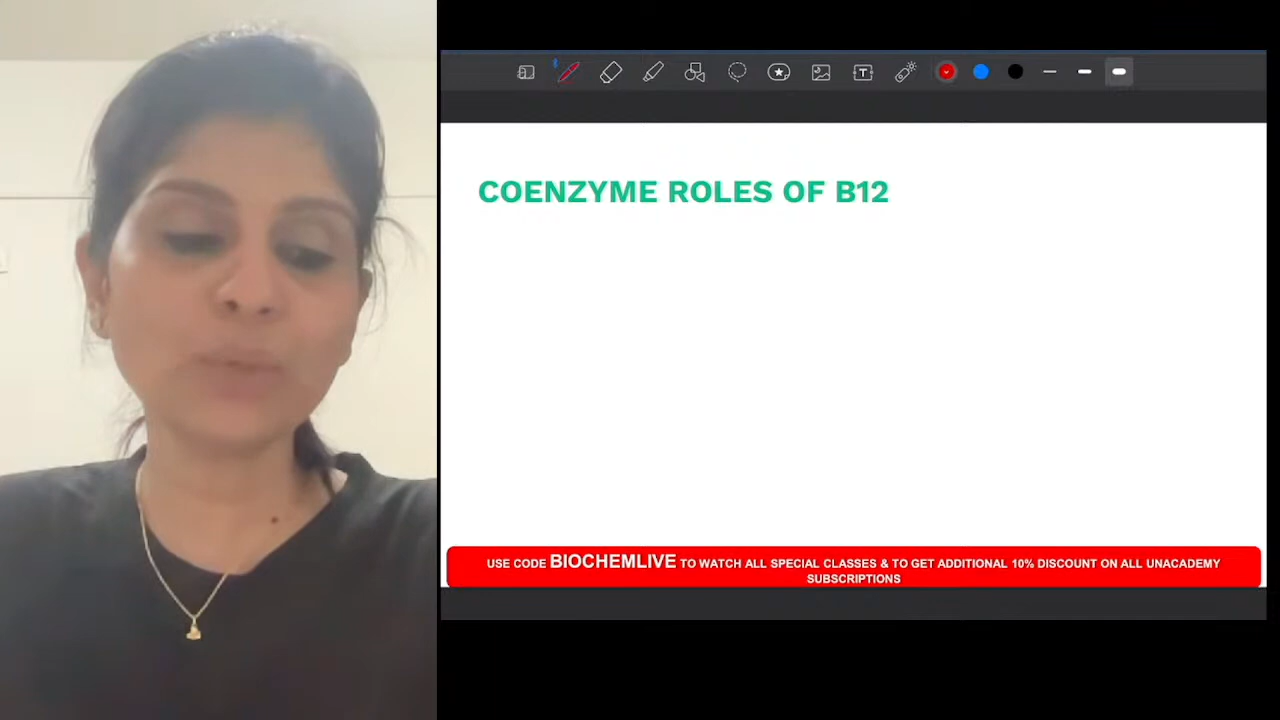 COENZYME ROLES OF B12
USE CODE BIOCHEMLIVE TO WATCH ALL SPECIAL CLASSES & TO GET ADDITIONAL 10% DISCOUNT ON ALL UNACADEMY
SUBSCRIPTIONS